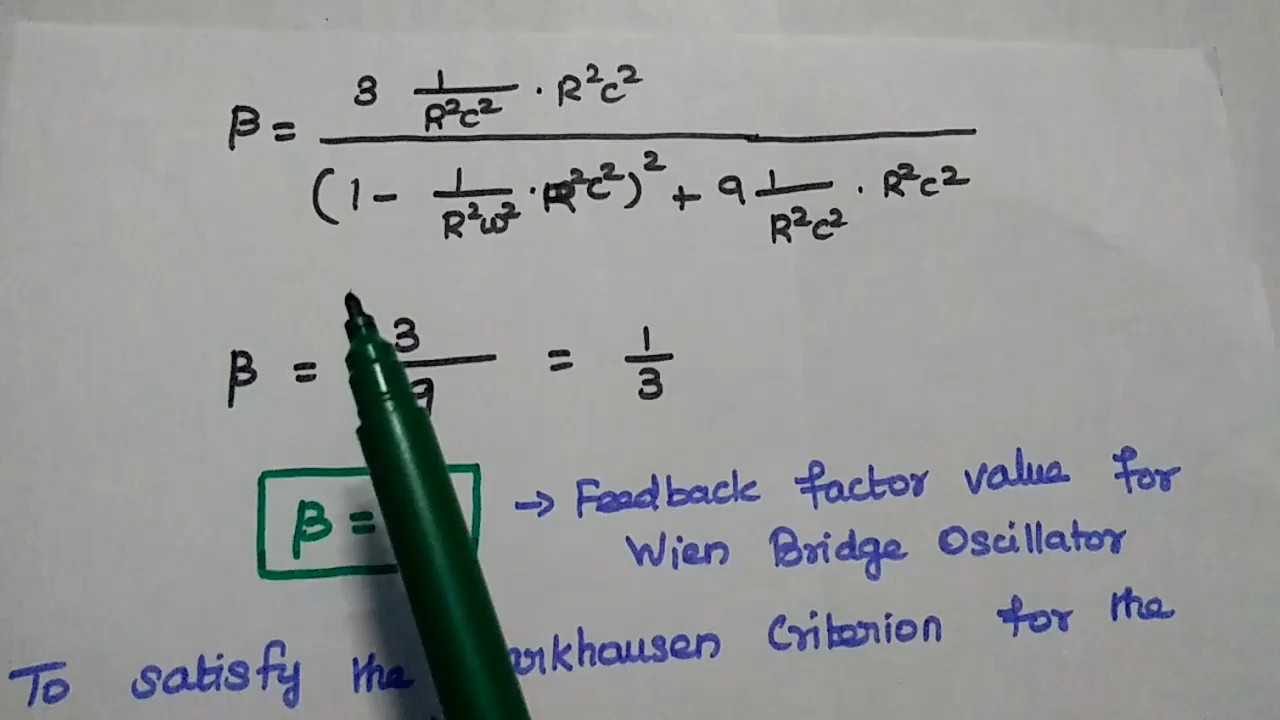 β = 3 1/R²C² · R²C² / (1 - 1/R²ω² · R²C²)² + 9 1/R²C² · R²C²
β = 3/9 = 1/3
β = → Feedback factor value for
Wien Bridge Oscillator
To satisfy the Criterion for the